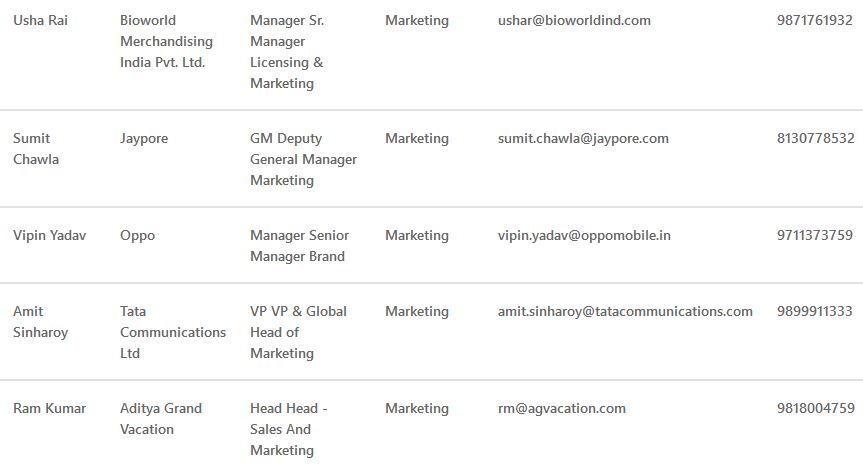 Usha Rai Bioworld Manager Sr. Marketing ushar@bioworldind.com 9871761932
Merchandising Manager
India Pvt. Ltd. Licensing &
Marketing
Sumit Jaypore GM Deputy Marketing sumit.chawla@jaypore.com 8130778532
Chawla General Manager
Marketing
Vipin Yadav Oppo Manager Senior Marketing vipin.yadav@oppomobile.in 9711373759
Manager Brand
Amit Tata VP VP & Global Marketing amit.sinharoy@tatacommunications.com 9899911333
Sinharoy Communications Head of
Ltd Marketing
Ram Kumar Aditya Grand Head Head - Marketing rm@agvacation.com 9818004759
Vacation Sales And
Marketing